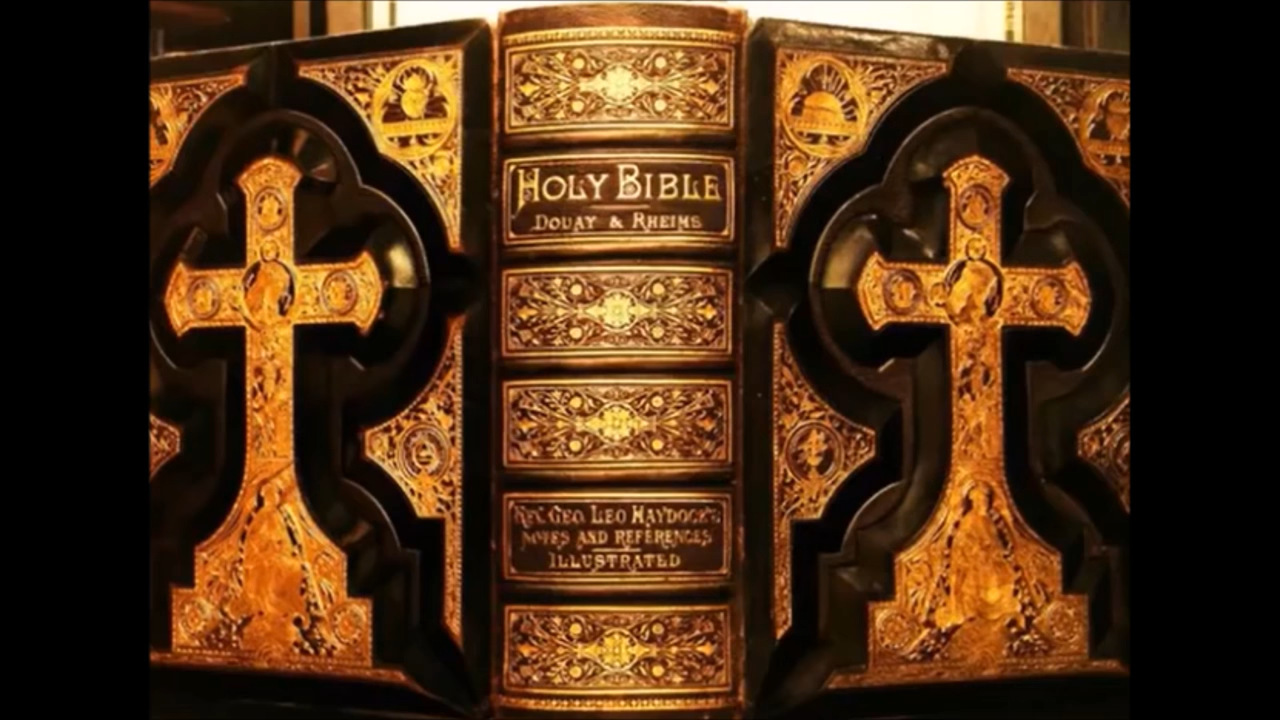 HOLY BIBLE
DOUAY & RHEIMS
REV. GEO. LEO HAYDOCK'S
NOTES AND REFERENCES
ILLUSTRATED